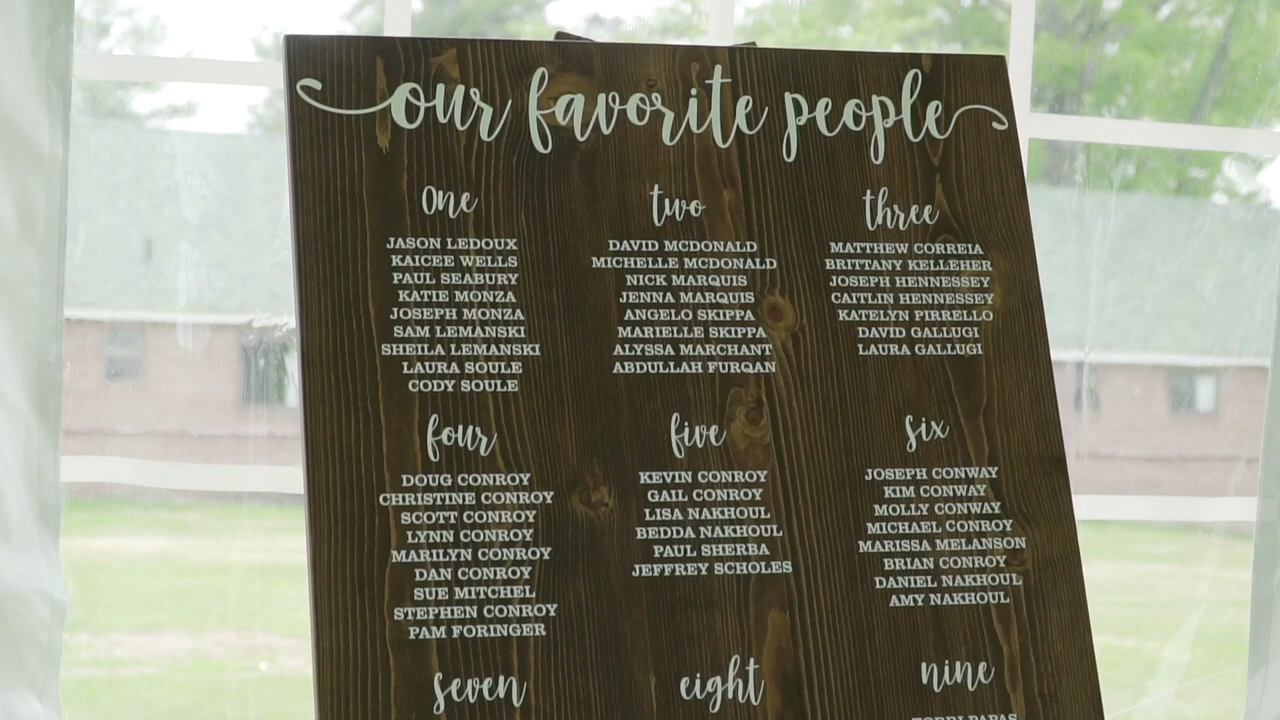 our favorite people
One
JASON LEDOUX
KAICEE WELLS
PAUL SEABURY
KATIE MONZA
JOSEPH MONZA
SAM LEMANSKI
SHEILA LEMANSKI
LAURA SOULE
CODY SOULE
two
DAVID MCDONALD
MICHELLE MCDONALD
NICK MARQUIS
JENNA MARQUIS
ANGELO SKIPPA
MARIELLE SKIPPA
ALYSSA MARCHANT
ABDULLAH FURQAN
three
MATTHEW CORREIA
BRITTANY KELLEHER
JOSEPH HENNESSEY
CAITLIN HENNESSEY
KATELYN PIRRELLO
DAVID GALLUGI
LAURA GALLUGI
four
DOUG CONROY
CHRISTINE CONROY
SCOTT CONROY
LYNN CONROY
MARILYN CONROY
DAN CONROY
SUE MITCHEL
STEPHEN CONROY
PAM FORINGER
five
KEVIN CONROY
GAIL CONROY
LISA NAKHOUL
BEDDA NAKHOUL
PAUL SHERBA
JEFFREY SCHOLES
six
JOSEPH CONWAY
KIM CONWAY
MOLLY CONWAY
MICHAEL CONROY
MARISSA MELANSON
BRIAN CONROY
DANIEL NAKHOUL
AMY NAKHOUL
seven
eight
nine